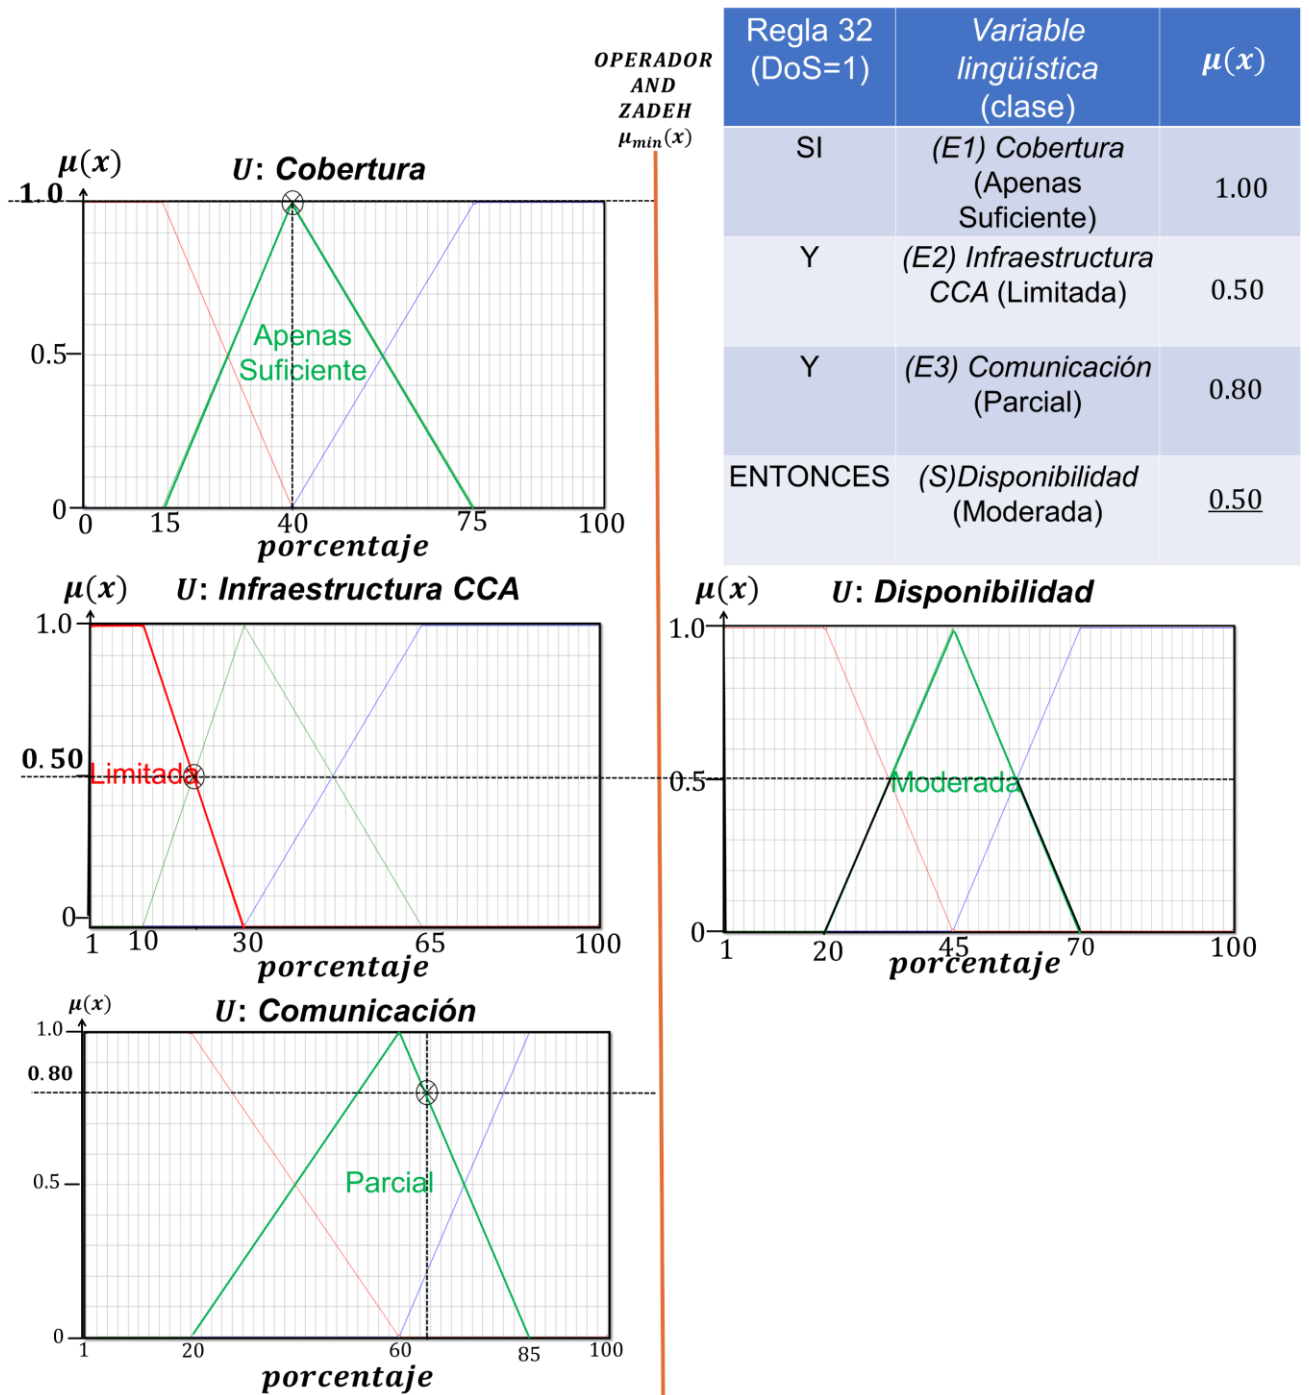 OPERADOR
AND
ZADEH
μmin(x)
Regla 32
(DoS=1)
Variable
lingüística
(clase)
μ(x)
SI
(E1) Cobertura
(Apenas
Suficiente)
1.00
Y
(E2) Infraestructura
CCA (Limitada)
0.50
Y
(E3) Comunicación
(Parcial)
0.80
ENTONCES
(S)Disponibilidad
(Moderada)
0.50
μ(x)
U: Cobertura
1.0
Apenas
Suficiente
0.5
0
0 15 40 75 100
porcentaje
μ(x)
U: Infraestructura CCA
1.0
0.50
Limitada
0
1 10 30 65 100
porcentaje
μ(x)
U: Disponibilidad
1.0
0.5
Moderada
0
1 20 45 70 100
porcentaje
μ(x)
U: Comunicación
1.0
0.80
0.5
Parcial
0
1 20 60 85 100
porcentaje